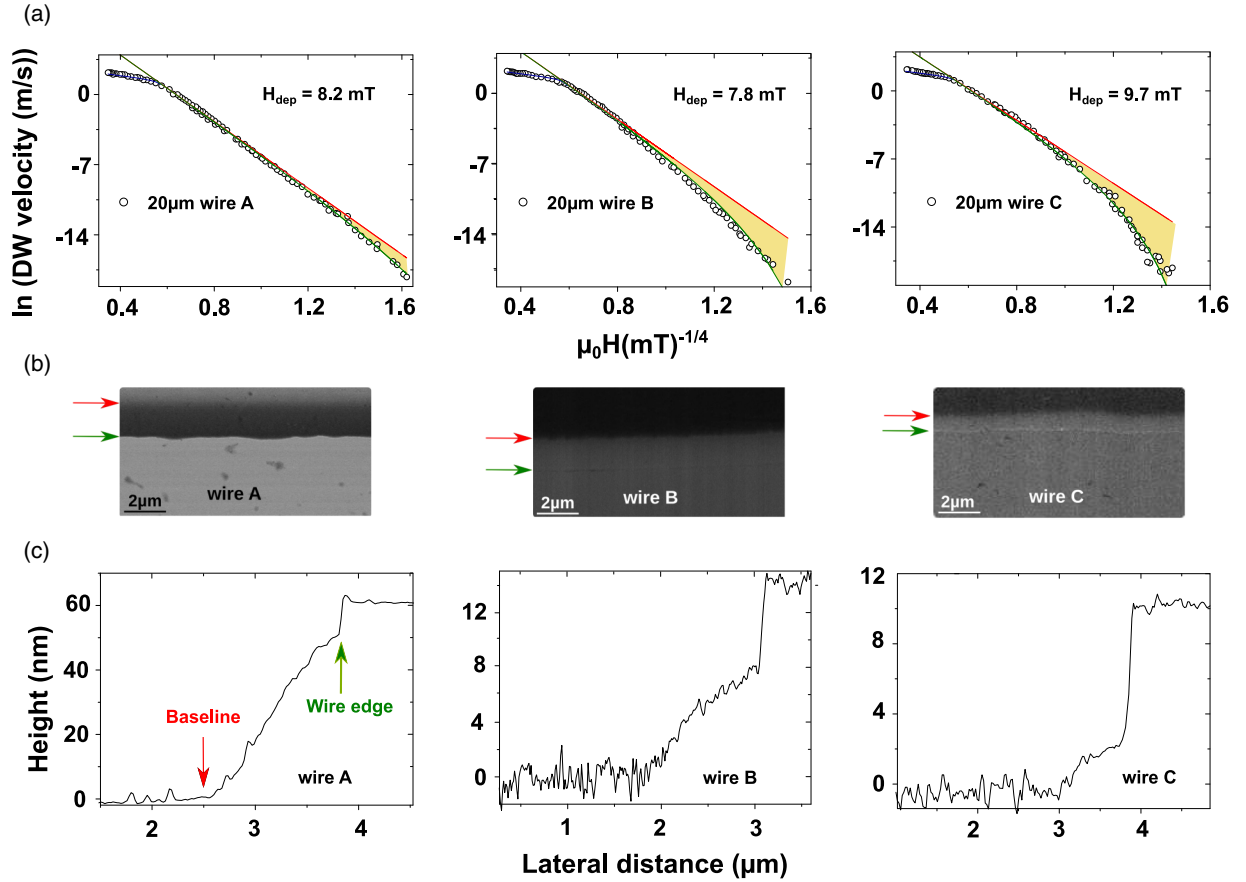 (a)
ln (DW velocity (m/s))
0
-7
-14
H_dep = 8.2 mT
20μm wire A
0.4 0.8 1.2 1.6
0
-7
-14
H_dep = 7.8 mT
20μm wire B
0.4 0.8 1.2 1.6
0
-7
-14
H_dep = 9.7 mT
20μm wire C
0.4 0.8 1.2 1.6
μ₀H(mT)^-1/4
(b)
wire A
2μm
wire B
2μm
wire C
2μm
(c)
Height (nm)
60
40
20
0
Baseline
Wire edge
wire A
2 3 4
12
8
4
0
wire B
1 2 3
12
8
4
0
wire C
2 3 4
Lateral distance (μm)